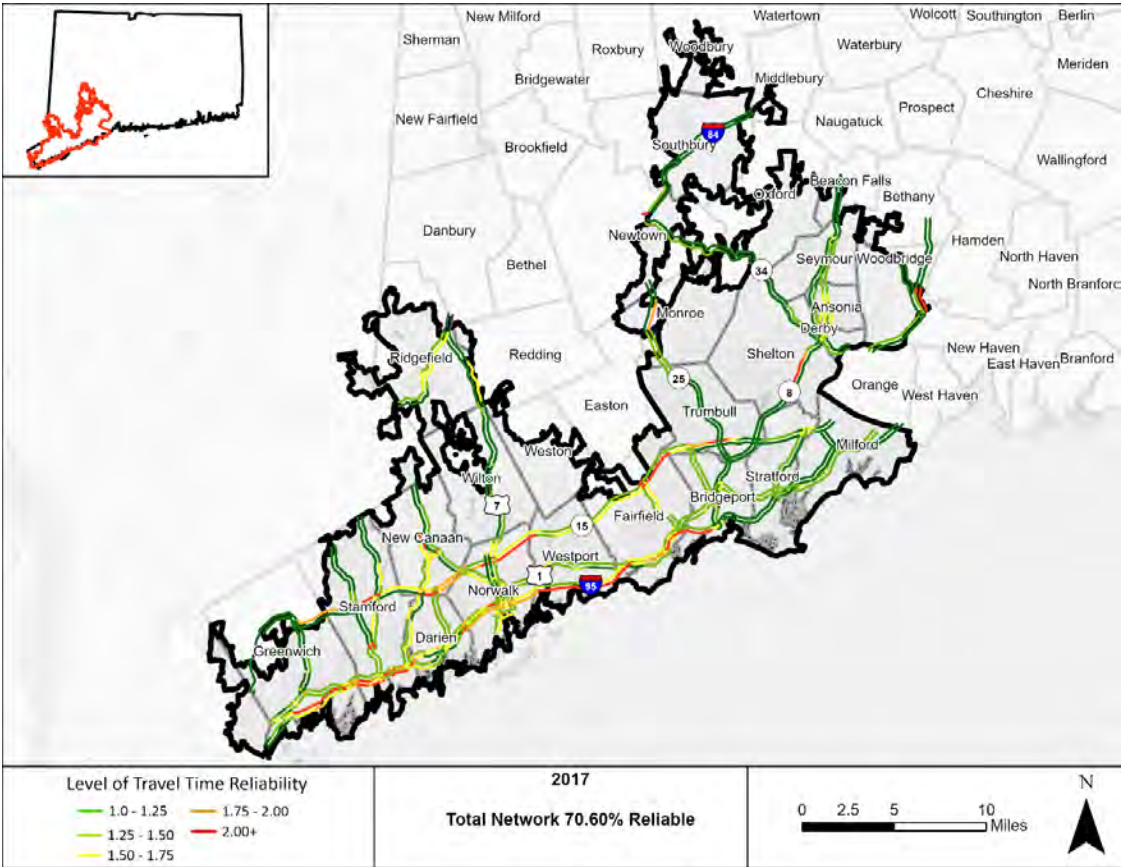 New Milford
Watertown
Wolcott
Southington
Berlin
Sherman
Roxbury
Woodbury
Waterbury
Meriden
Bridgewater
Middlebury
Cheshire
Prospect
New Fairfield
84
Naugatuck
Brookfield
Southbury
Wallingford
Beacon Falls
Oxford
Bethany
Danbury
Newtown
Hamden
North Haven
Bethel
Seymour
Woodbridge
34
North Branforc
Ansonia
Monroe
Derby
Ridgefield
Redding
Shelton
New Haven
East Haven
Branford
25
8
Orange
West Haven
Easton
Trumbull
Weston
Milford
Wilton
Stratford
Bridgeport
7
Fairfield
15
New Canaan
Westport
1
95
Norwalk
Stamford
Darien
Greenwich
Level of Travel Time Reliability
1.0 - 1.25
1.75 - 2.00
1.25 - 1.50
2.00+
1.50 - 1.75
2017
Total Network 70.60% Reliable
N
0 2.5 5 10
Miles